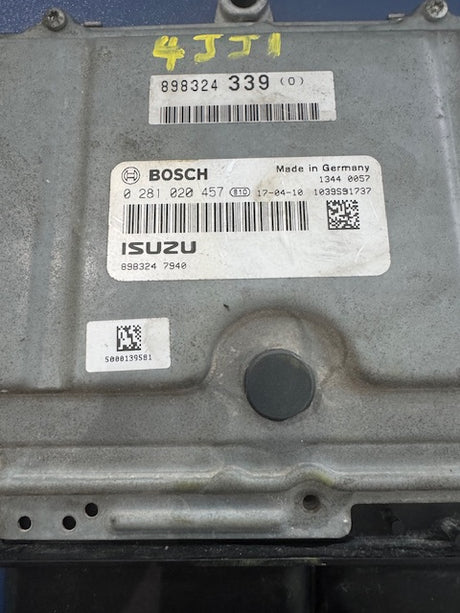 4JJ1
898324 339 (0)
BOSCH
Made in Germany
1344 0057
0 281 020 457 B10 17-04-10 1039S91737
ISUZU
898324 7940
5000139581